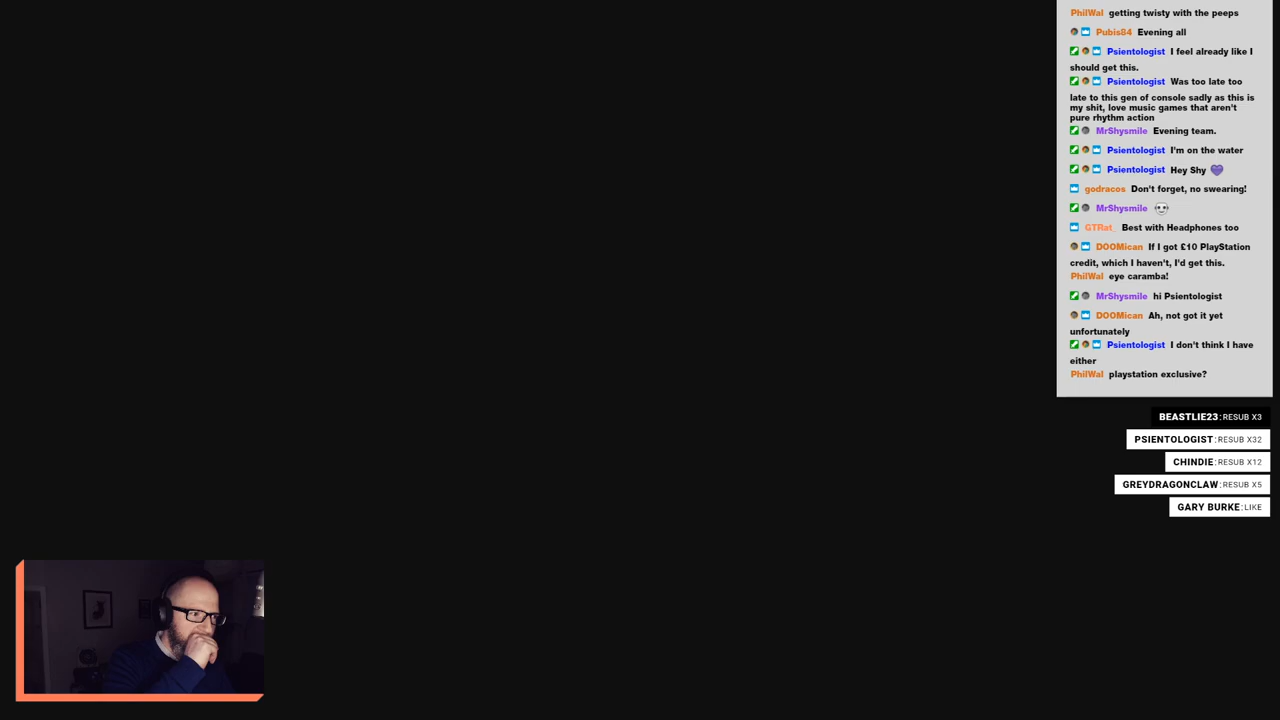 PhilWal getting twisty with the peeps
Pubis84 Evening all
Psientologist I feel already like I
should get this.
Psientologist Was too late too
late to this gen of console sadly as this is
my shit, love music games that aren't
pure rhythm action
MrShysmile Evening team.
Psientologist I'm on the water
Psientologist Hey Shy
godracos Don't forget, no swearing!
MrShysmile
GTRat_ Best with Headphones too
DOOMican If I got £10 PlayStation
credit, which I haven't, I'd get this.
PhilWal eye caramba!
MrShysmile hi Psientologist
DOOMican Ah, not got it yet
unfortunately
Psientologist I don't think I have
either
PhilWal playstation exclusive?
BEASTLIE23:RESUB X3
PSIENTOLOGIST:RESUB X32
CHINDIE:RESUB X12
GREYDRAGONCLAW:RESUB X5
GARY BURKE:LIKE